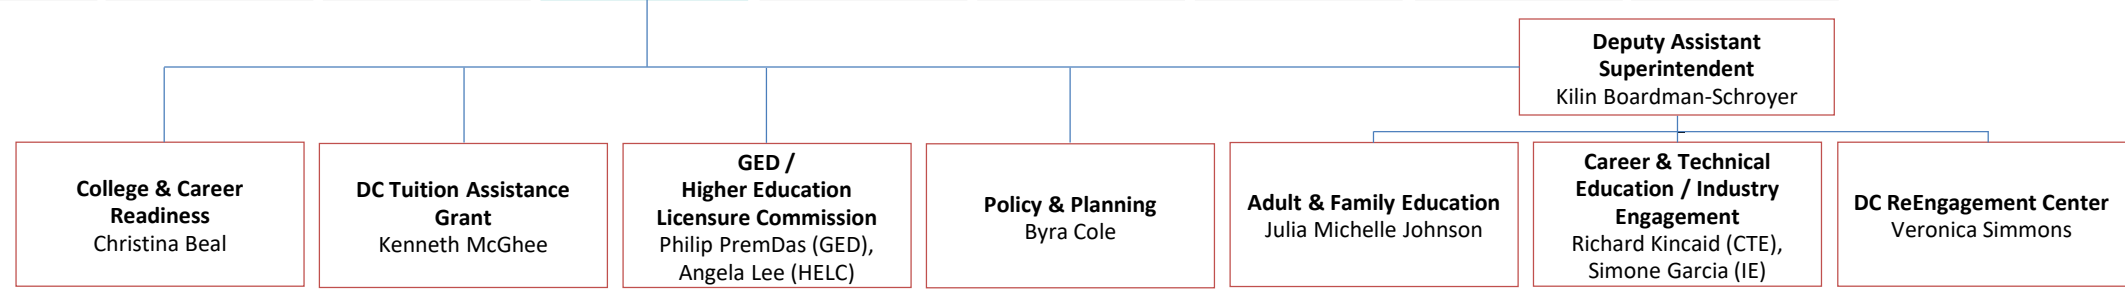 Deputy Assistant
Superintendent
Kilin Boardman-Schroyer
College & Career
Readiness
Christina Beal
DC Tuition Assistance
Grant
Kenneth McGhee
GED /
Higher Education
Licensure Commission
Philip PremDas (GED),
Angela Lee (HELC)
Policy & Planning
Byra Cole
Adult & Family Education
Julia Michelle Johnson
Career & Technical
Education / Industry
Engagement
Richard Kincaid (CTE),
Simone Garcia (IE)
DC ReEngagement Center
Veronica Simmons